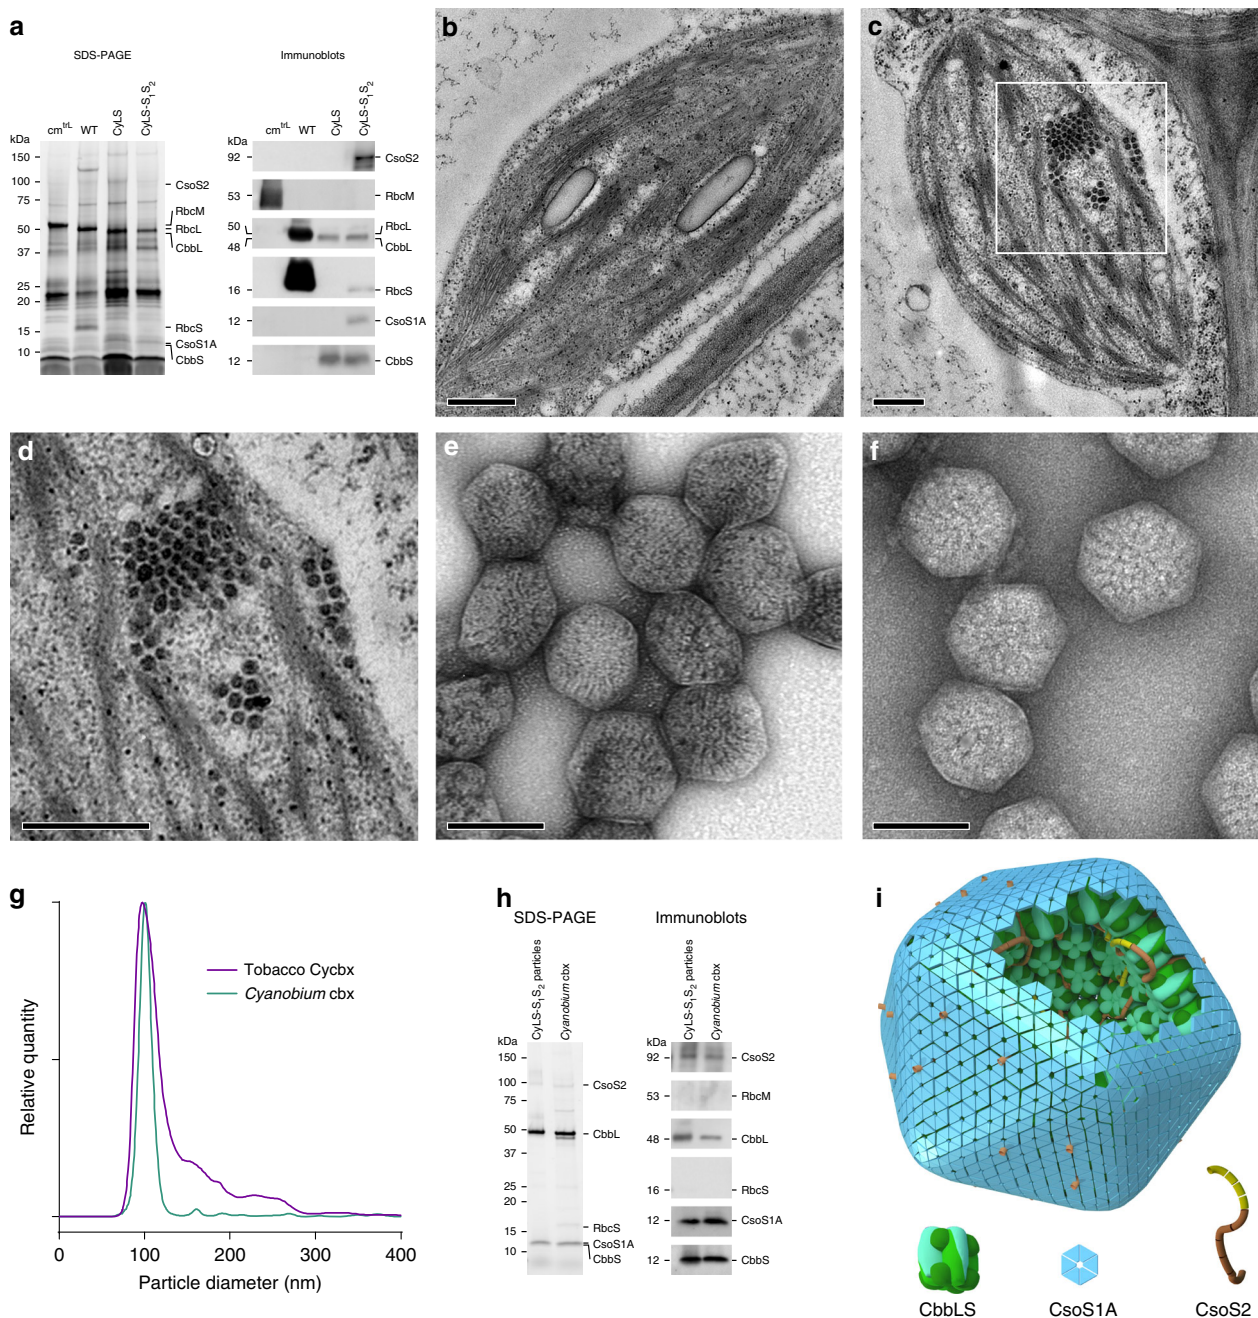 a
SDS-PAGE
Immunoblots
kDa
cm^trL
WT
CyLS
CyLS-S₁S₂
150
100
75
50
37
25
20
15
10
CsoS2
RbcM
RbcL
CbbL
RbcS
CsoS1A
CbbS
kDa
cm^trL
WT
CyLS
CyLS-S₁S₂
92
CsoS2
53
RbcM
50
48
RbcL
CbbL
16
RbcS
12
CsoS1A
12
CbbS
b
c
d
e
f
g
Relative quantity
Tobacco Cycbx
Cyanobium cbx
0
100
200
300
400
Particle diameter (nm)
h
SDS-PAGE
Immunoblots
CyLS-S₁S₂ particles
Cyanobium cbx
kDa
150
100
75
50
37
25
20
15
10
CsoS2
CbbL
RbcS
CsoS1A
CbbS
CyLS-S₁S₂ particles
Cyanobium cbx
kDa
92
CsoS2
53
RbcM
48
CbbL
16
RbcS
12
CsoS1A
12
CbbS
i
CbbLS
CsoS1A
CsoS2